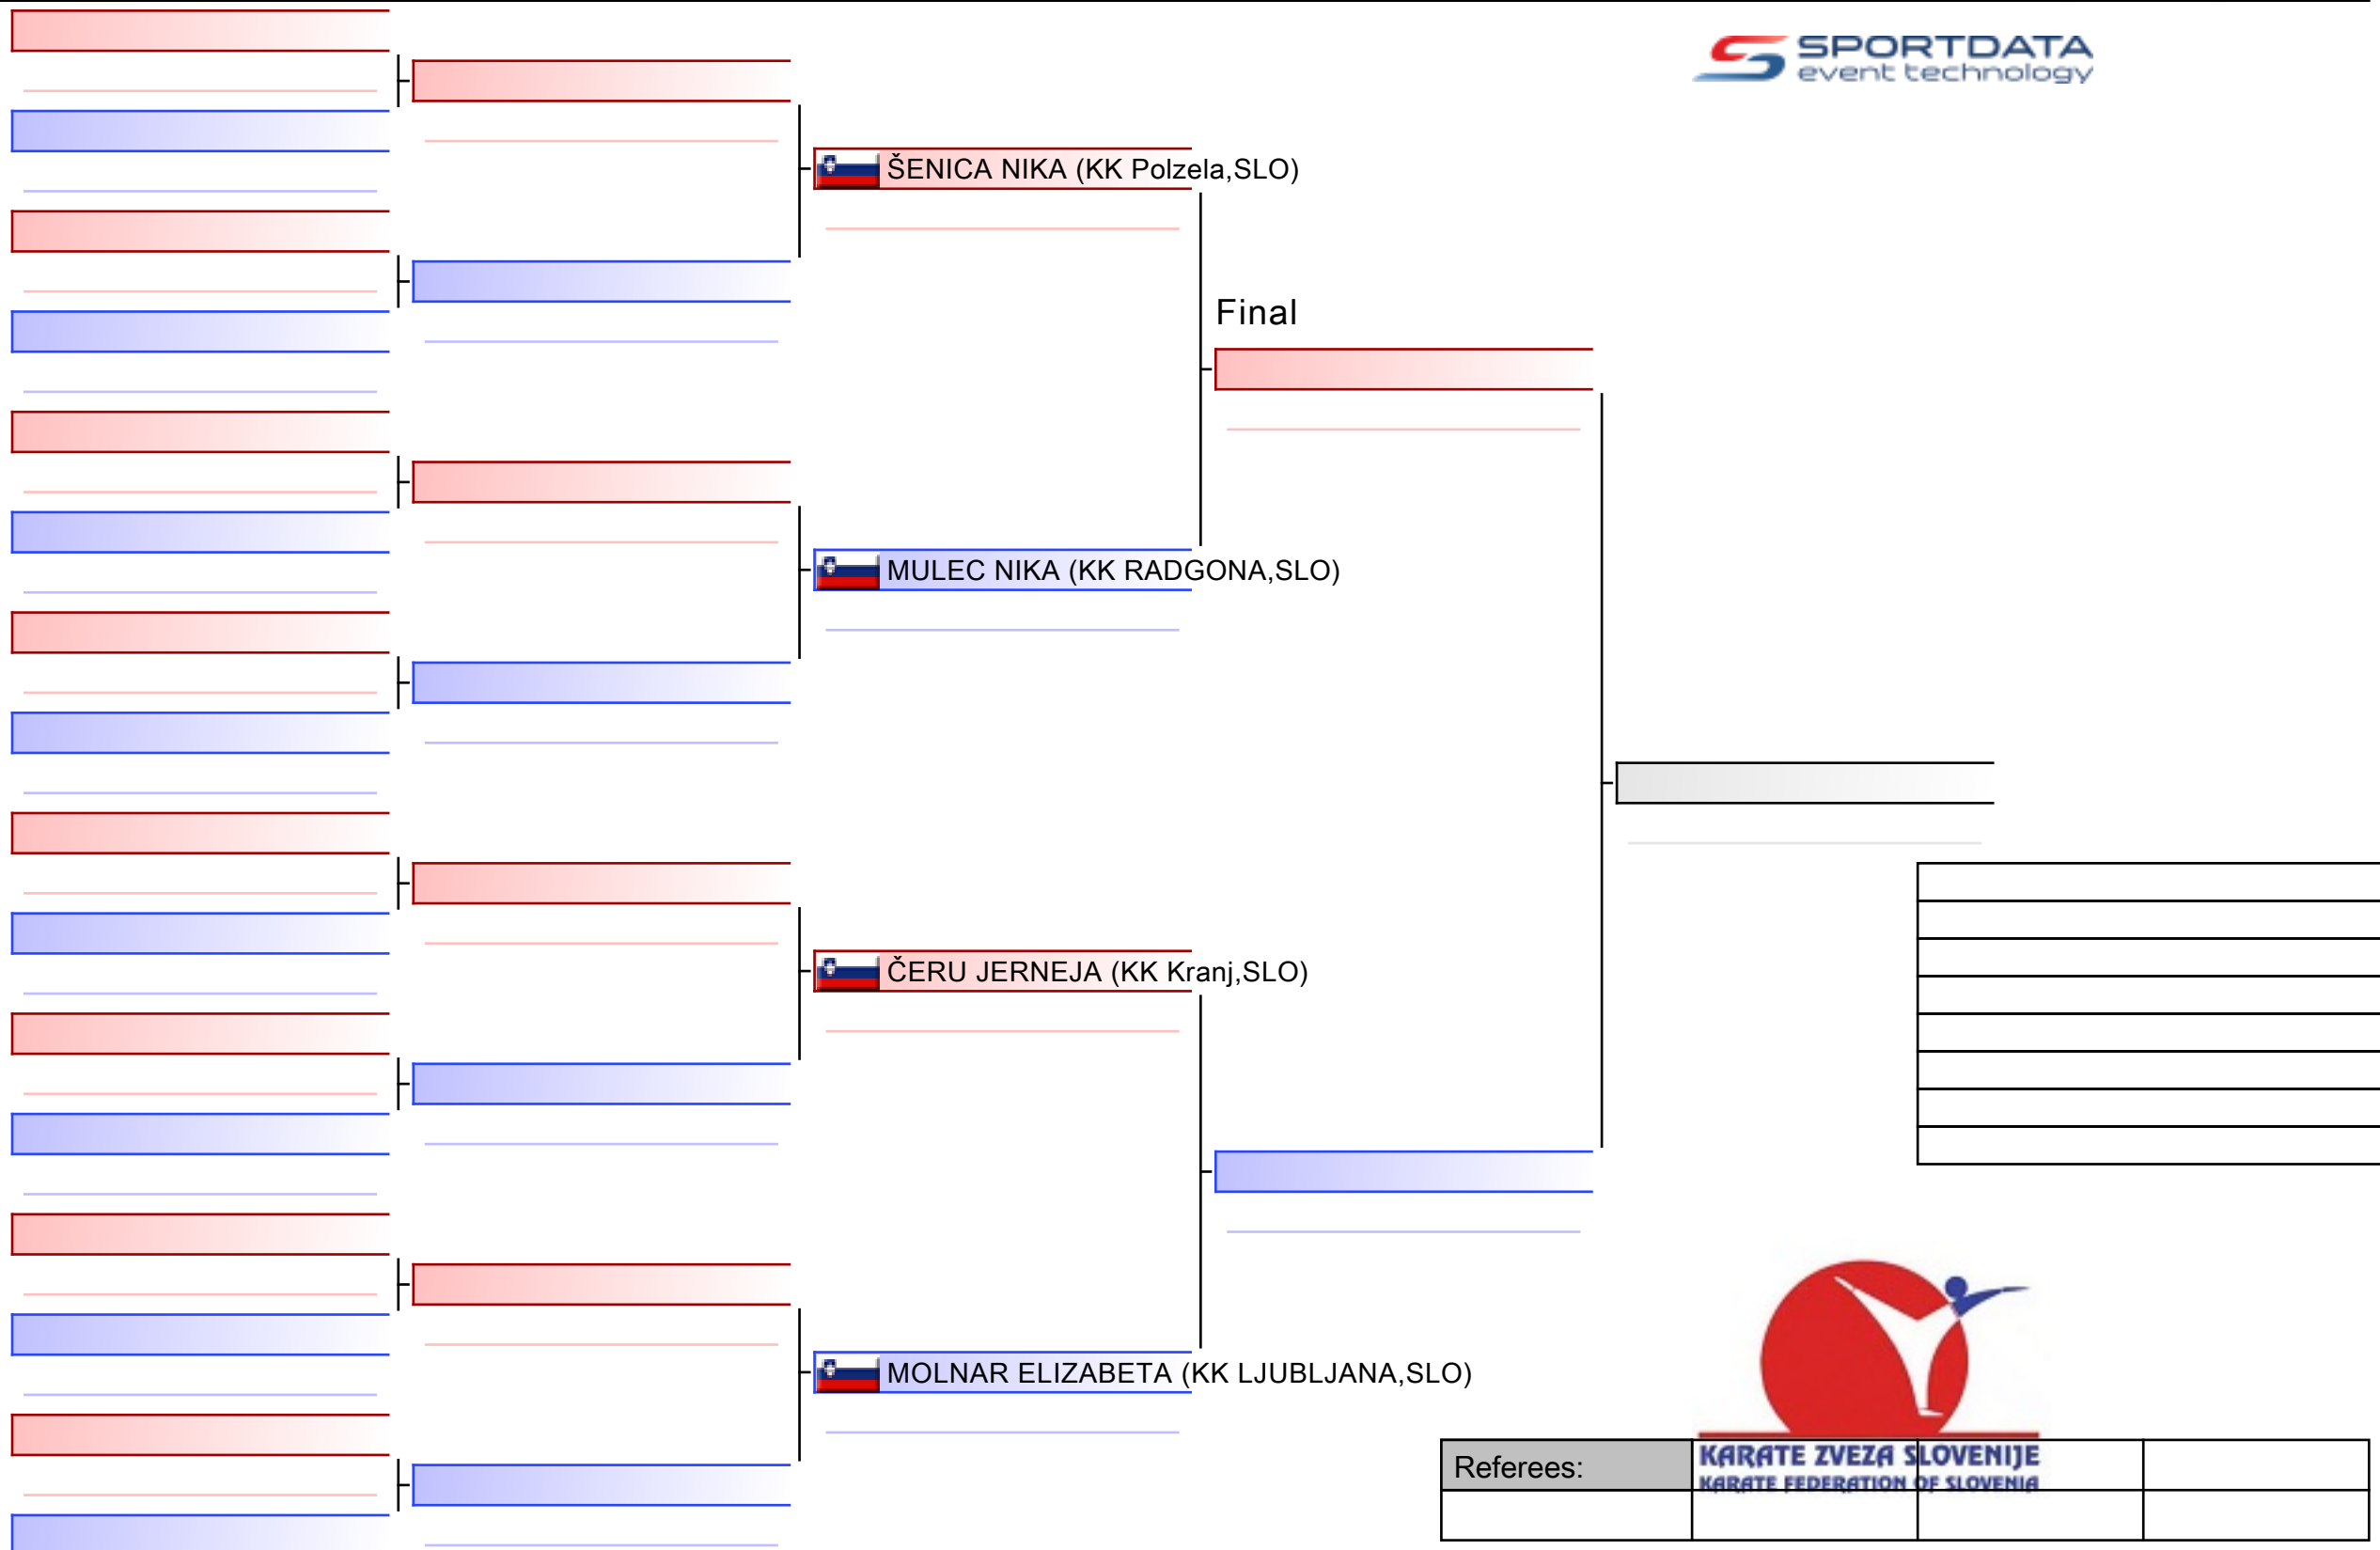 SPORTDATA
event technology
ŠENICA NIKA (KK Polzela,SLO)
Final
MULEC NIKA (KK RADGONA,SLO)
ČERU JERNEJA (KK Kranj,SLO)
MOLNAR ELIZABETA (KK LJUBLJANA,SLO)
Referees:
KARATE ZVEZA SLOVENIJE
KARATE FEDERATION OF SLOVENIA